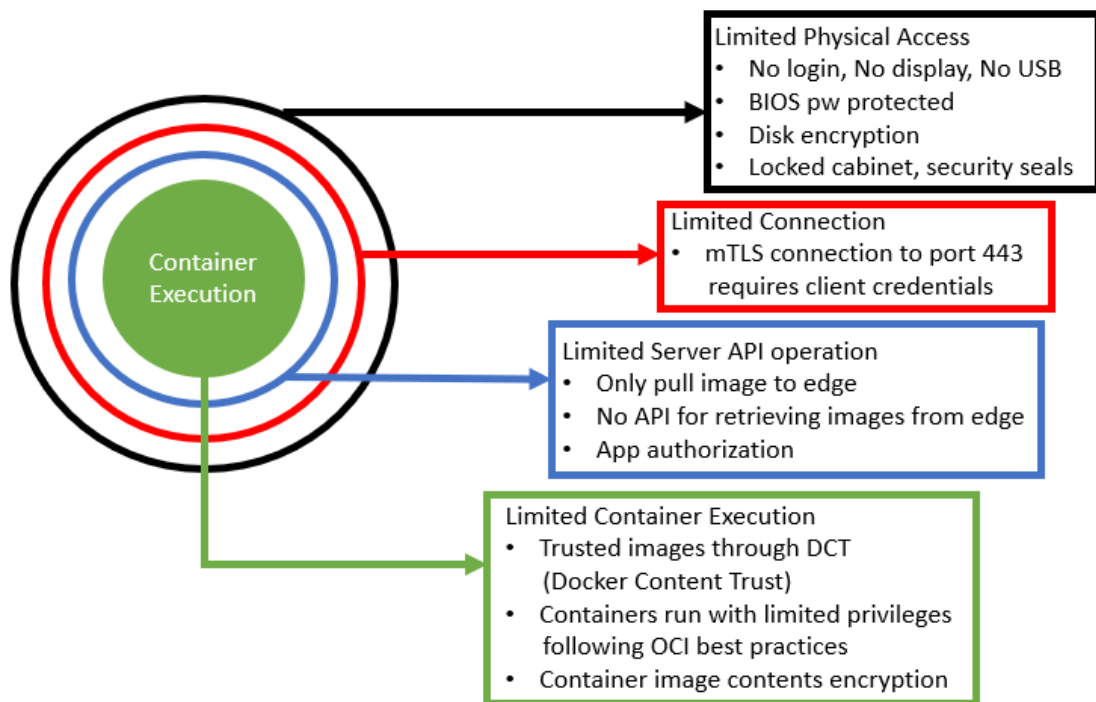 Container
Execution
Limited Physical Access
• No login, No display, No USB
• BIOS pw protected
• Disk encryption
• Locked cabinet, security seals
Limited Connection
• mTLS connection to port 443
requires client credentials
Limited Server API operation
• Only pull image to edge
• No API for retrieving images from edge
• App authorization
Limited Container Execution
• Trusted images through DCT
(Docker Content Trust)
• Containers run with limited privileges
following OCI best practices
• Container image contents encryption